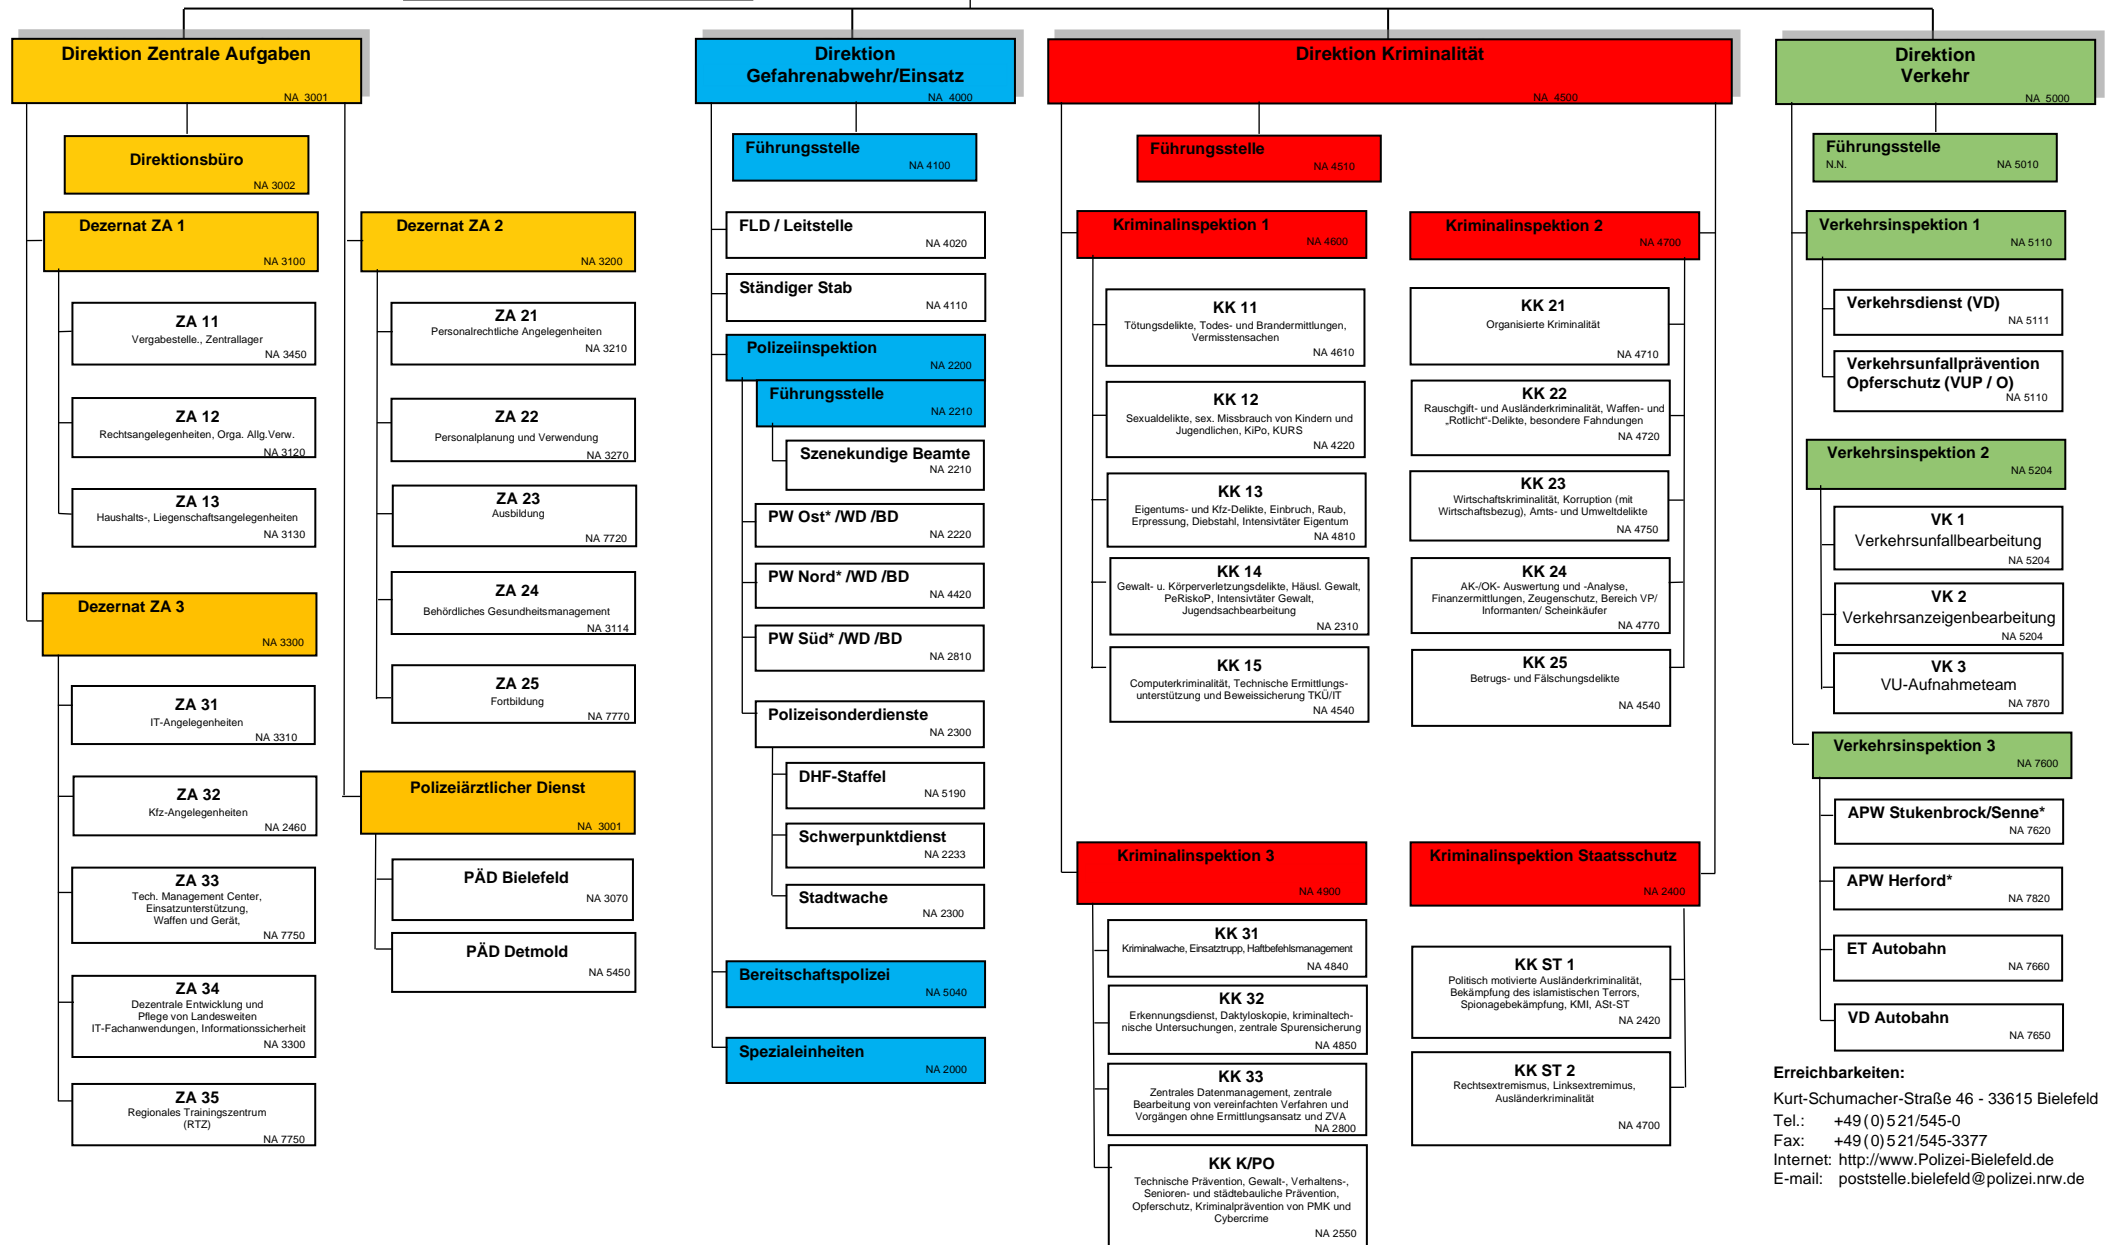 Direktion Zentrale Aufgaben
NA 3001
Direktionsbüro
NA 3002
Dezernat ZA 1
NA 3100
ZA 11
Vergabestelle., Zentrallager
NA 3450
ZA 12
Rechtsangelegenheiten, Orga. Allg.Verw.
NA 3120
ZA 13
Haushalts-, Liegenschaftsangelegenheiten
NA 3130
Dezernat ZA 3
NA 3300
ZA 31
IT-Angelegenheiten
NA 3310
ZA 32
Kfz-Angelegenheiten
NA 2460
ZA 33
Tech. Management Center,
Einsatzunterstützung,
Waffen und Gerät,
NA 7750
ZA 34
Dezentrale Entwicklung und
Pflege von Landesweiten
IT-Fachanwendungen, Informationssicherheit
NA 3300
ZA 35
Regionales Trainingszentrum
(RTZ)
NA 7750
Dezernat ZA 2
NA 3200
ZA 21
Personalrechtliche Angelegenheiten
NA 3210
ZA 22
Personalplanung und Verwendung
NA 3270
ZA 23
Ausbildung
NA 7720
ZA 24
Behördliches Gesundheitsmanagement
NA 3114
ZA 25
Fortbildung
NA 7770
Polizeiärztlicher Dienst
NA 3001
PÄD Bielefeld
NA 3070
PÄD Detmold
NA 5450
Direktion
Gefahrenabwehr/Einsatz
NA 4000
Führungsstelle
NA 4100
FLD / Leitstelle
NA 4020
Ständiger Stab
NA 4110
Polizeiinspektion
NA 2200
Führungsstelle
NA 2210
Szenekundige Beamte
NA 2210
PW Ost* /WD /BD
NA 2220
PW Nord* /WD /BD
NA 4420
PW Süd* /WD /BD
NA 2810
Polizeisonderdienste
NA 2300
DHF-Staffel
NA 5190
Schwerpunktdienst
NA 2233
Stadtwache
NA 2300
Bereitschaftspolizei
NA 5040
Spezialeinheiten
NA 2000
Direktion Kriminalität
NA 4500
Führungsstelle
NA 4510
Kriminalinspektion 1
NA 4600
KK 11
Tötungsdelikte, Todes- und Brandermittlungen,
Vermisstensachen
NA 4610
KK 12
Sexualdelikte, sex. Missbrauch von Kindern und
Jugendlichen, KiPo, KURS
NA 4220
KK 13
Eigentums- und Kfz-Delikte, Einbruch, Raub,
Erpressung, Diebstahl, Intensivtäter Eigentum
NA 4810
KK 14
Gewalt- u. Körperverletzungsdelikte, Häusl. Gewalt,
PeRiskoP, Intensivtäter Gewalt,
Jugendsachbearbeitung
NA 2310
KK 15
Computerkriminalität, Technische Ermittlungs-
unterstützung und Beweissicherung TKÜ/IT
NA 4540
Kriminalinspektion 2
NA 4700
KK 21
Organisierte Kriminalität
NA 4710
KK 22
Rauschgift- und Ausländerkriminalität, Waffen- und
„Rotlicht“-Delikte, besondere Fahndungen
NA 4720
KK 23
Wirtschaftskriminalität, Korruption (mit
Wirtschaftsbezug), Amts- und Umweltdelikte
NA 4750
KK 24
AK-/OK- Auswertung und -Analyse,
Finanzermittlungen, Zeugenschutz, Bereich VP/
Informanten/ Scheinkäufer
NA 4770
KK 25
Betrugs- und Fälschungsdelikte
NA 4540
Kriminalinspektion 3
NA 4900
KK 31
Kriminalwache, Einsatztrupp, Haftbefehlsmanagement
NA 4840
KK 32
Erkennungsdienst, Daktyloskopie, kriminaltech-
nische Untersuchungen, zentrale Spurensicherung
NA 4850
KK 33
Zentrales Datenmanagement, zentrale
Bearbeitung von vereinfachten Verfahren und
Vorgängen ohne Ermittlungsansatz und ZVA
NA 2800
KK K/PO
Technische Prävention, Gewalt-, Verhaltens-,
Senioren- und städtebauliche Prävention,
Opferschutz, Kriminalprävention von PMK und
Cybercrime
NA 2550
Kriminalinspektion Staatsschutz
NA 2400
KK ST 1
Politisch motivierte Ausländerkriminalität,
Bekämpfung des islamistischen Terrors,
Spionagebekämpfung, KMI, ASt-ST
NA 2420
KK ST 2
Rechtsextremismus, Linksextremimus,
Ausländerkriminalität
NA 4700
Direktion
Verkehr
NA 5000
Führungsstelle
N.N. NA 5010
Verkehrsinspektion 1
NA 5110
Verkehrsdienst (VD)
NA 5111
Verkehrsunfallprävention
Opferschutz (VUP / O)
NA 5110
Verkehrsinspektion 2
NA 5204
VK 1
Verkehrsunfallbearbeitung
NA 5204
VK 2
Verkehrsanzeigenbearbeitung
NA 5204
VK 3
VU-Aufnahmeteam
NA 7870
Verkehrsinspektion 3
NA 7600
APW Stukenbrock/Senne*
NA 7620
APW Herford*
NA 7820
ET Autobahn
NA 7660
VD Autobahn
NA 7650
Erreichbarkeiten:
Kurt-Schumacher-Straße 46 - 33615 Bielefeld
Tel.: +49(0)521/545-0
Fax: +49(0)521/545-3377
Internet: http://www.Polizei-Bielefeld.de
E-mail: poststelle.bielefeld@polizei.nrw.de